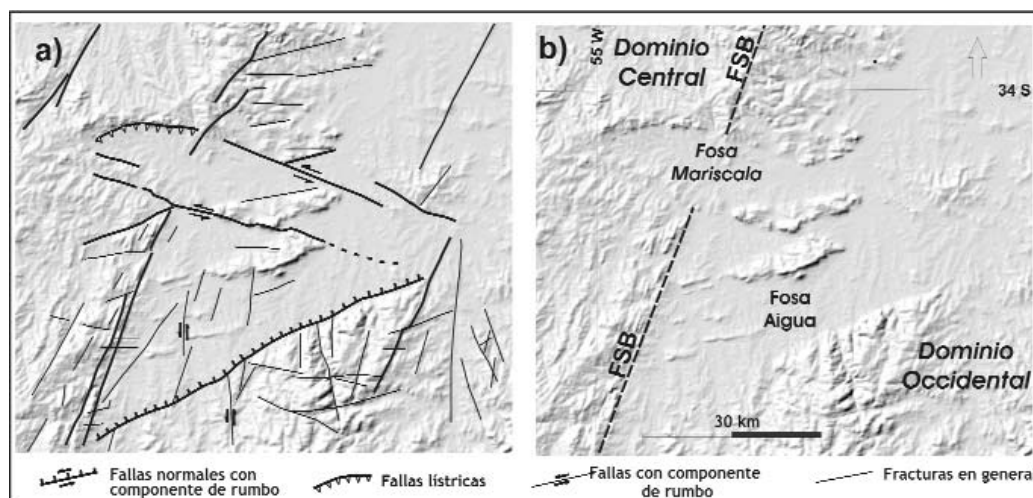 a)
b)
55 W
Dominio
Central
FSB
34 S
Fosa
Mariscala
Fosa
Aigua
FSB
Dominio
Occidental
30 km
Fallas normales con
componente de rumbo
Fallas lístricas
Fallas con componente
de rumbo
Fracturas en genera